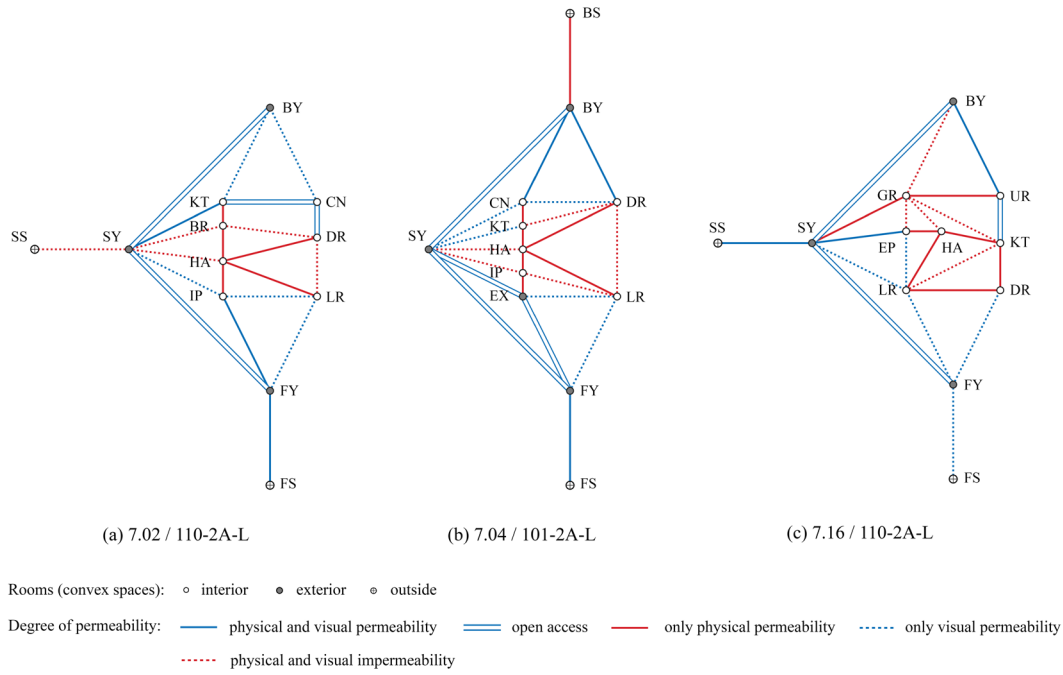 BS
BY
BY
BY
KT
CN
BR
DR
SS
SY
HA
IP
LR
FY
FS
CN
DR
KT
SY
HA
IP
LR
EX
FY
FS
GR
UR
SS
SY
EP
HA
KT
LR
DR
FY
FS
(a) 7.02 / 110-2A-L
(b) 7.04 / 101-2A-L
(c) 7.16 / 110-2A-L
Rooms (convex spaces): interior exterior outside
Degree of permeability: physical and visual permeability open access only physical permeability only visual permeability
physical and visual impermeability